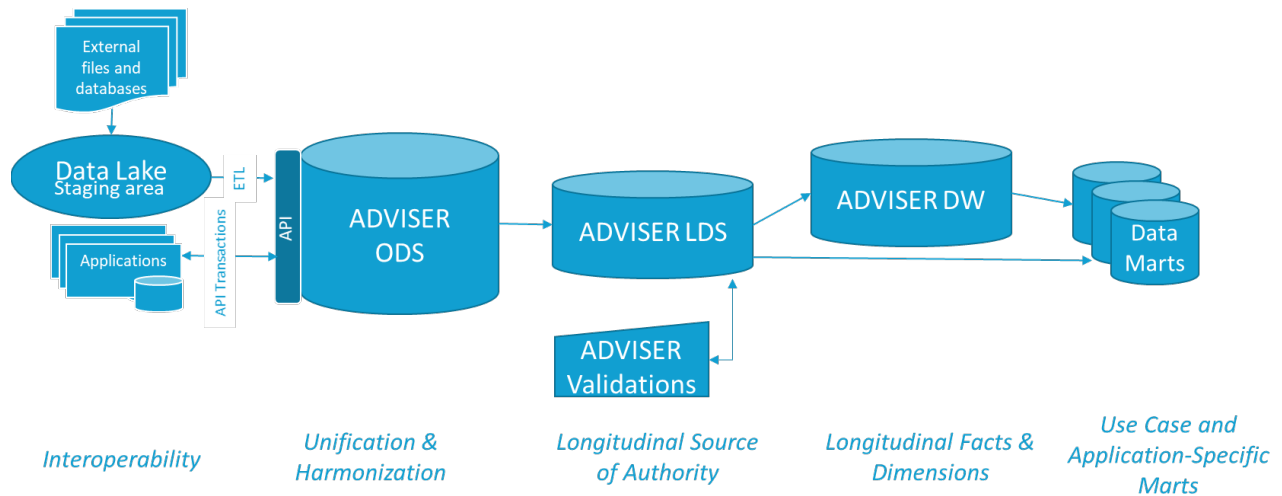 External
files and
databases
Data Lake
Staging area
ETL
API Transactions
Applications
API
ADVISER
ODS
ADVISER LDS
ADVISER DW
Data
Marts
ADVISER
Validations
Interoperability
Unification &
Harmonization
Longitudinal Source
of Authority
Longitudinal Facts &
Dimensions
Use Case and
Application-Specific
Marts